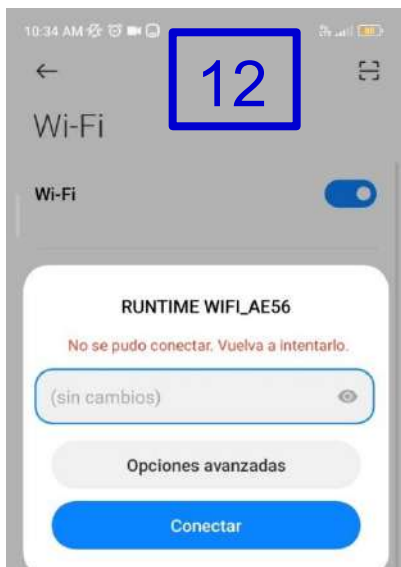 10:34 AM
12
Wi-Fi
Wi-Fi
RUNTIME WIFI_AE56
No se pudo conectar. Vuelva a intentarlo.
(sin cambios)
Opciones avanzadas
Conectar